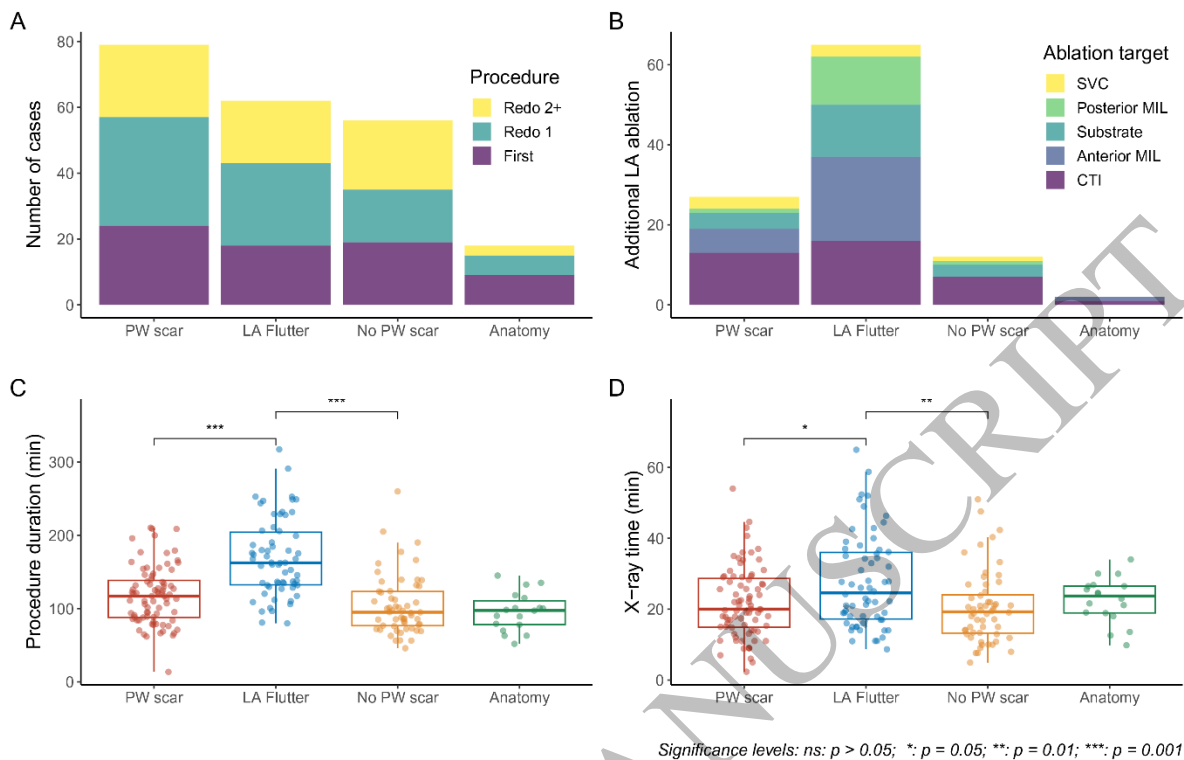 A
Number of cases
80
60
40
20
0
PW scar LA Flutter No PW scar Anatomy
Procedure
Redo 2+
Redo 1
First
B
Additional LA ablation
60
40
20
0
PW scar LA Flutter No PW scar Anatomy
Ablation target
SVC
Posterior MIL
Substrate
Anterior MIL
CTI
C
Procedure duration (min)
300
200
100
0
***
***
PW scar LA Flutter No PW scar Anatomy
D
X-ray time (min)
60
40
20
0
*
**
PW scar LA Flutter No PW scar Anatomy
Significance levels: ns: p > 0.05; *: p = 0.05; **: p = 0.01; ***: p = 0.001
ANUSCRIPT